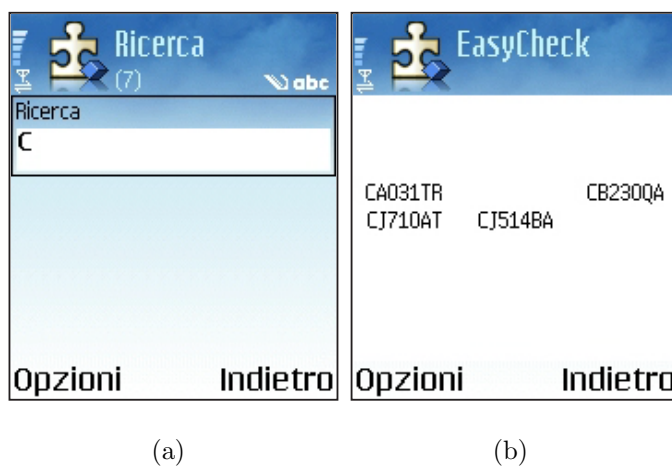 Ricerca
(7)
abc
Ricerca
C
Opzioni Indietro
(a)
EasyCheck
CA031TR CB230QA
CJ710AT CJ514BA
Opzioni Indietro
(b)